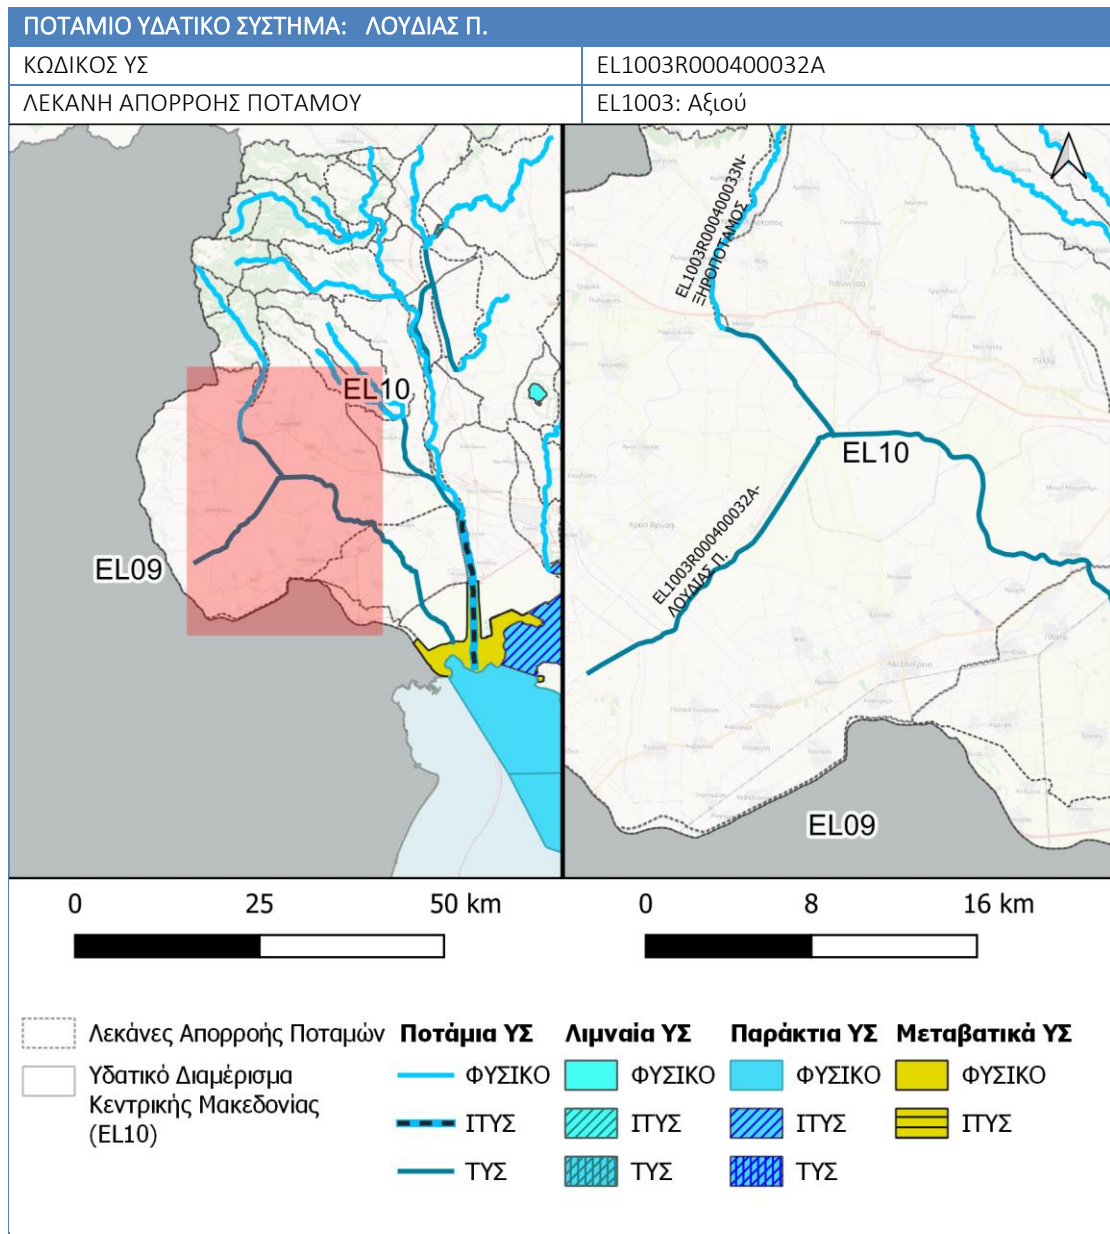 ΠΟΤΑΜΙΟ ΥΔΑΤΙΚΟ ΣΥΣΤΗΜΑ: ΛΟΥΔΙΑΣ Π.
ΚΩΔΙΚΟΣ ΥΣ EL1003R000400032A
ΛΕΚΑΝΗ ΑΠΟΡΡΟΗΣ ΠΟΤΑΜΟΥ EL1003: Αξιού
EL10
EL09
EL1003R000400033N-
ΞΗΡΟΠΟΤΑΜΟΣ
EL10
EL1003R000400032A-
ΛΟΥΔΙΑΣ Π.
EL09
0 25 50 km
0 8 16 km
Λεκάνες Απορροής Ποταμών
Υδατικό Διαμέρισμα
Κεντρικής Μακεδονίας
(EL10)
Ποτάμια ΥΣ
ΦΥΣΙΚΟ
ΙΤΥΣ
ΤΥΣ
Λιμναία ΥΣ
ΦΥΣΙΚΟ
ΙΤΥΣ
ΤΥΣ
Παράκτια ΥΣ
ΦΥΣΙΚΟ
ΙΤΥΣ
ΤΥΣ
Μεταβατικά ΥΣ
ΦΥΣΙΚΟ
ΙΤΥΣ